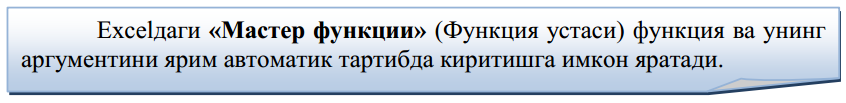 Excelдаги «Мастер функции» (Функция устаси) функция ва унинг
аргументини ярим автоматик тартибда киритишга имкон яратади.